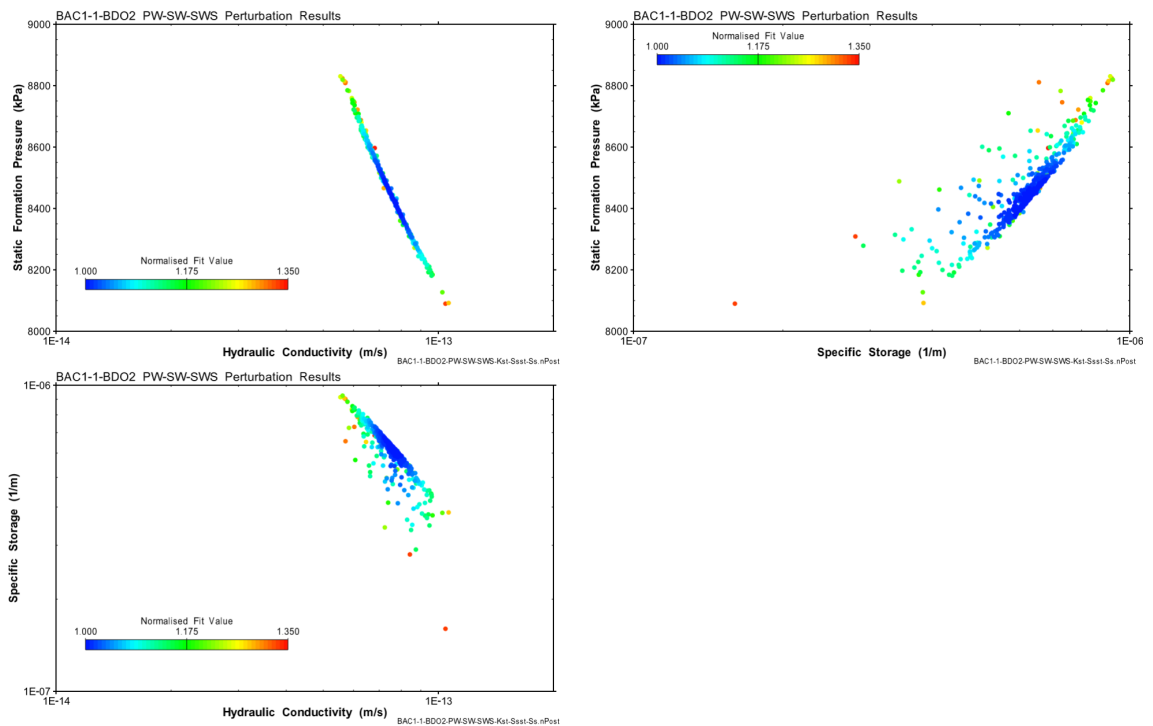 BAC1-1-BDO2 PW-SW-SWS Perturbation Results
9000
8800
8600
8400
8200
8000
Static Formation Pressure (kPa)
Normalised Fit Value
1.000 1.175 1.350
1E-14 1E-13
Hydraulic Conductivity (m/s)
BAC1-1-BDO2-PW-SW-SWS-Kst-Ssst-Ss.nPost
BAC1-1-BDO2 PW-SW-SWS Perturbation Results
9000
8800
8600
8400
8200
8000
Static Formation Pressure (kPa)
Normalised Fit Value
1.000 1.175 1.350
1E-07 1E-06
Specific Storage (1/m)
BAC1-1-BDO2-PW-SW-SWS-Kst-Ssst-Ss.nPost
BAC1-1-BDO2 PW-SW-SWS Perturbation Results
1E-06
1E-07
Specific Storage (1/m)
Normalised Fit Value
1.000 1.175 1.350
1E-14 1E-13
Hydraulic Conductivity (m/s)
BAC1-1-BDO2-PW-SW-SWS-Kst-Ssst-Ss.nPost